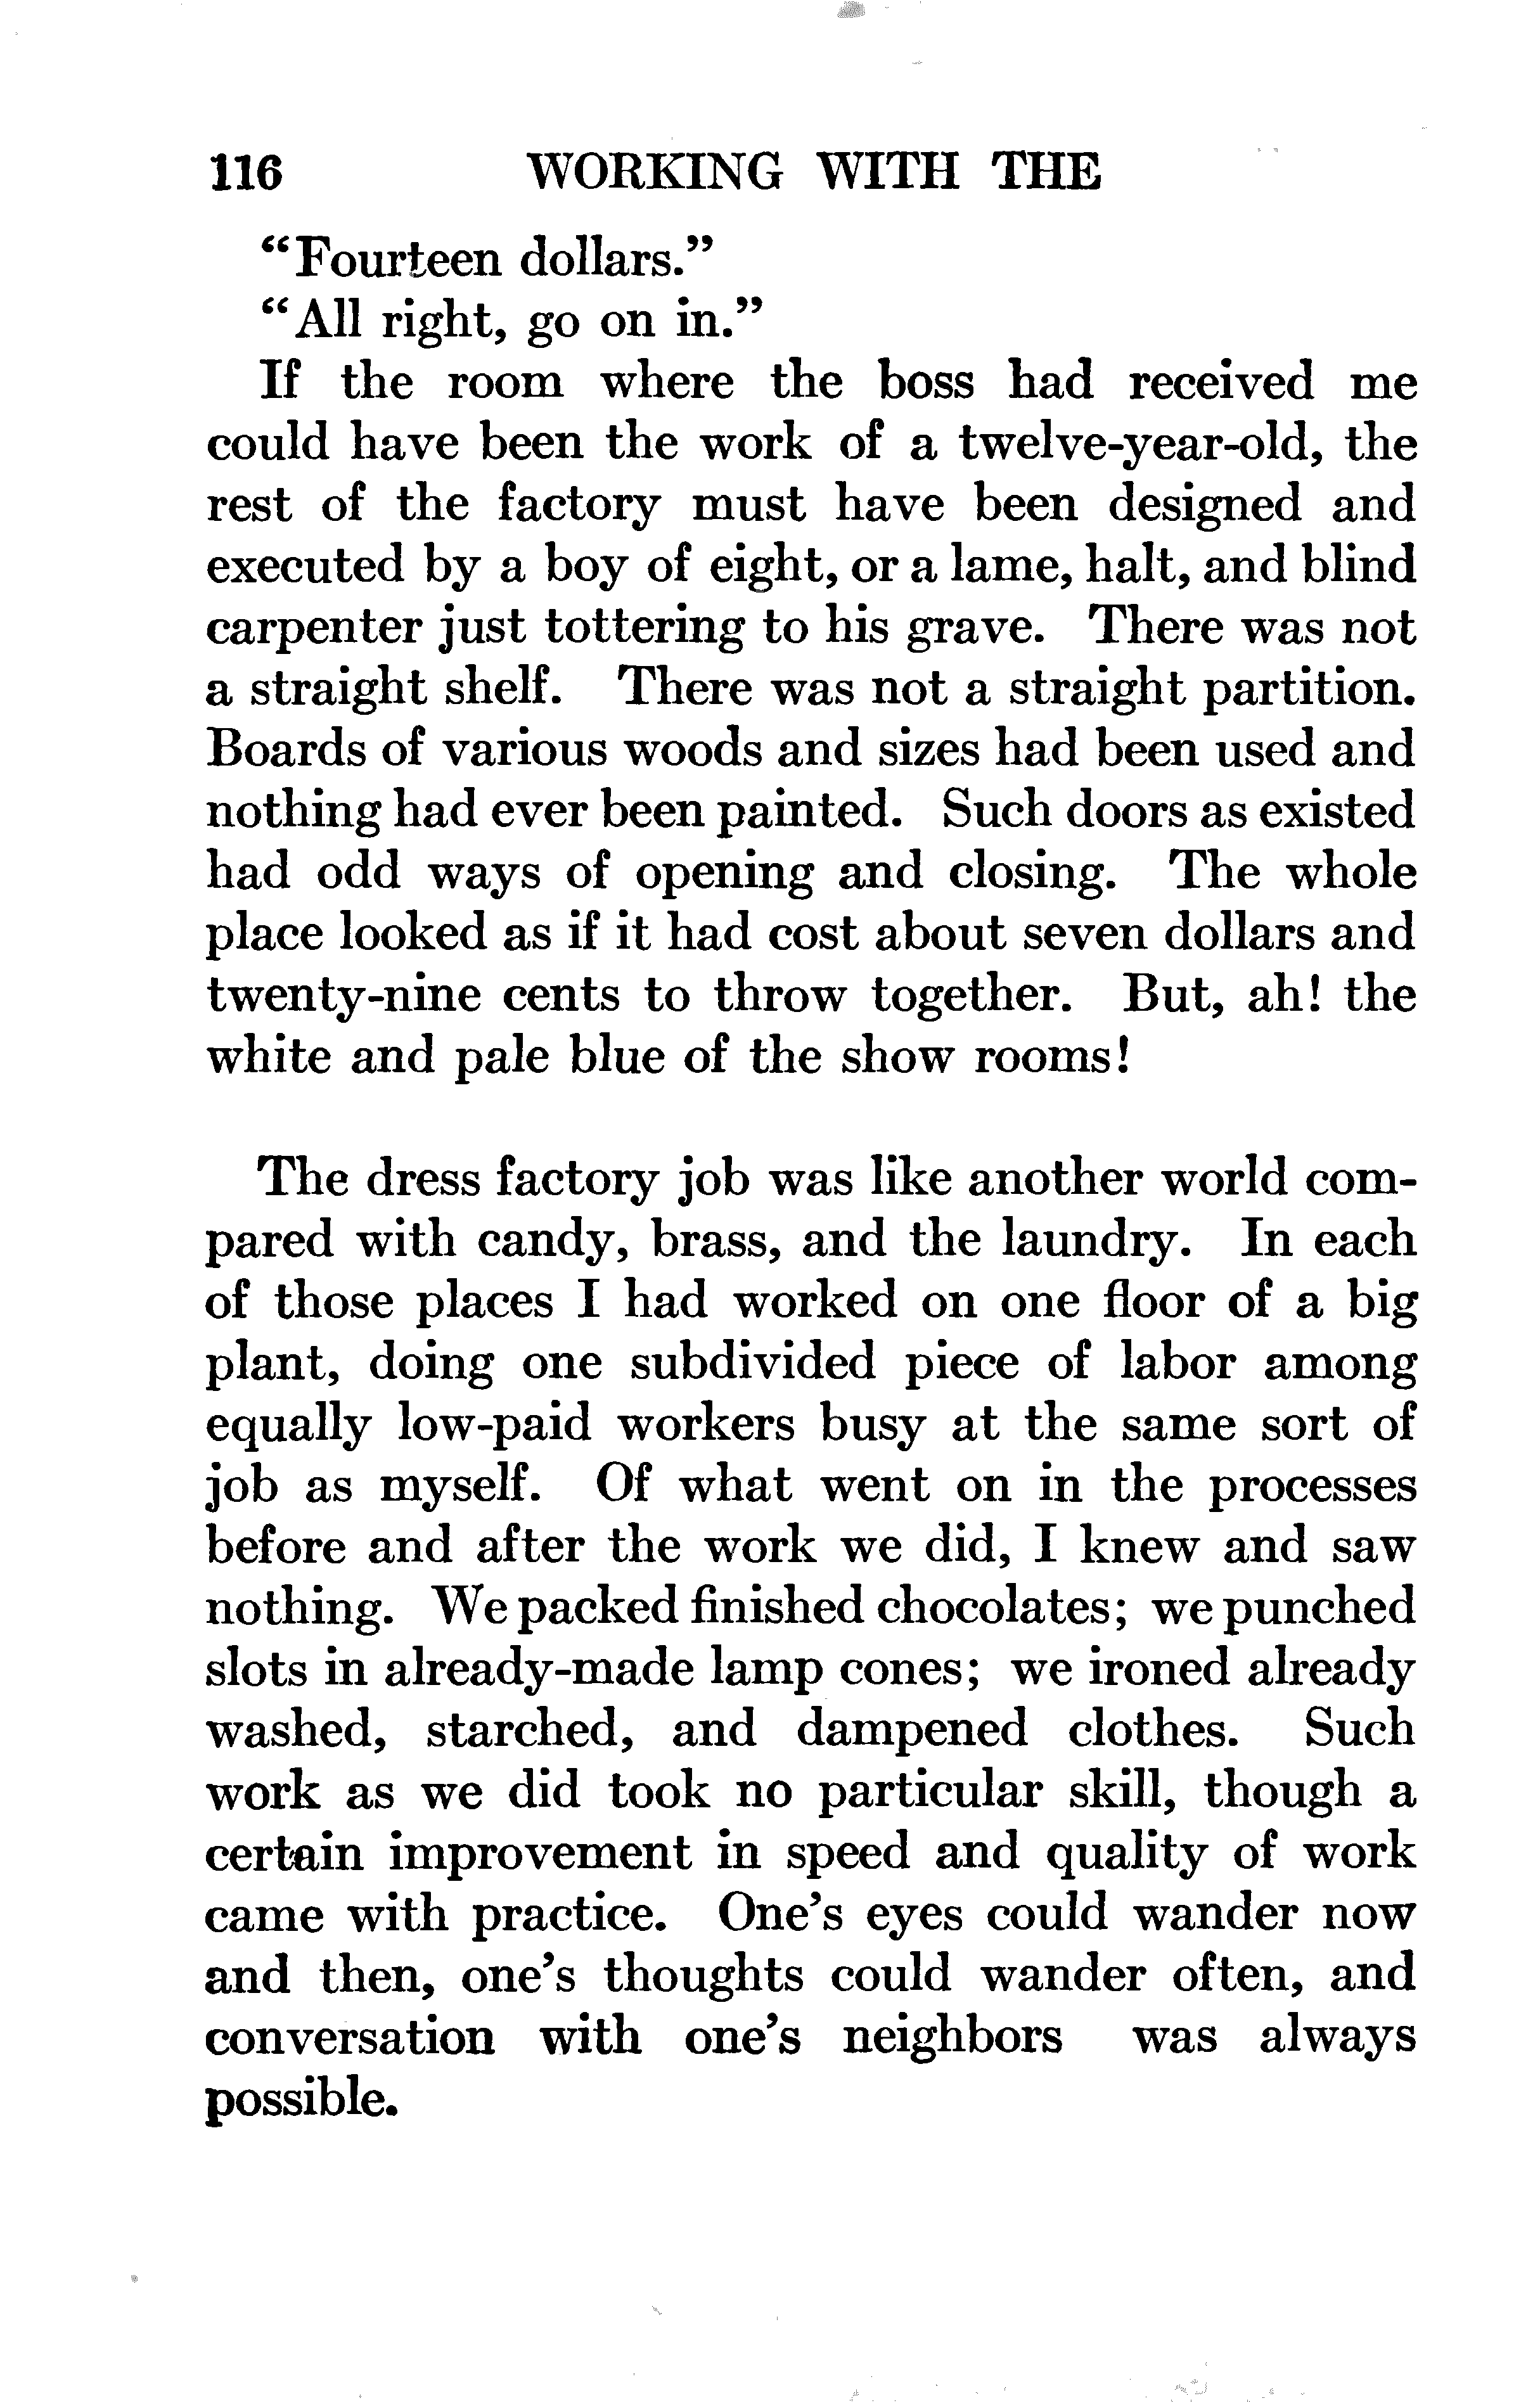 116 WORKING WITH THE
“Fourteen dollars.”
“All right, go on in.”
If the room where the boss had received me
could have been the work of a twelve-year-old, the
rest of the factory must have been designed and
executed by a boy of eight, or a lame, halt, and blind
carpenter just tottering to his grave. There was not
a straight shelf. There was not a straight partition.
Boards of various woods and sizes had been used and
nothing had ever been painted. Such doors as existed
had odd ways of opening and closing. The whole
place looked as if it had cost about seven dollars and
twenty-nine cents to throw together. But, ah! the
white and pale blue of the show rooms!
The dress factory job was like another world com-
pared with candy, brass, and the laundry. In each
of those places I had worked on one floor of a big
plant, doing one subdivided piece of labor among
equally low-paid workers busy at the same sort of
job as myself. Of what went on in the processes
before and after the work we did, I knew and saw
nothing. We packed finished chocolates; we punched
slots in already-made lamp cones; we ironed already
washed, starched, and dampened clothes. Such
work as we did took no particular skill, though a
certain improvement in speed and quality of work
came with practice. One’s eyes could wander now
and then, one’s thoughts could wander often, and
conversation with one’s neighbors was always
possible.